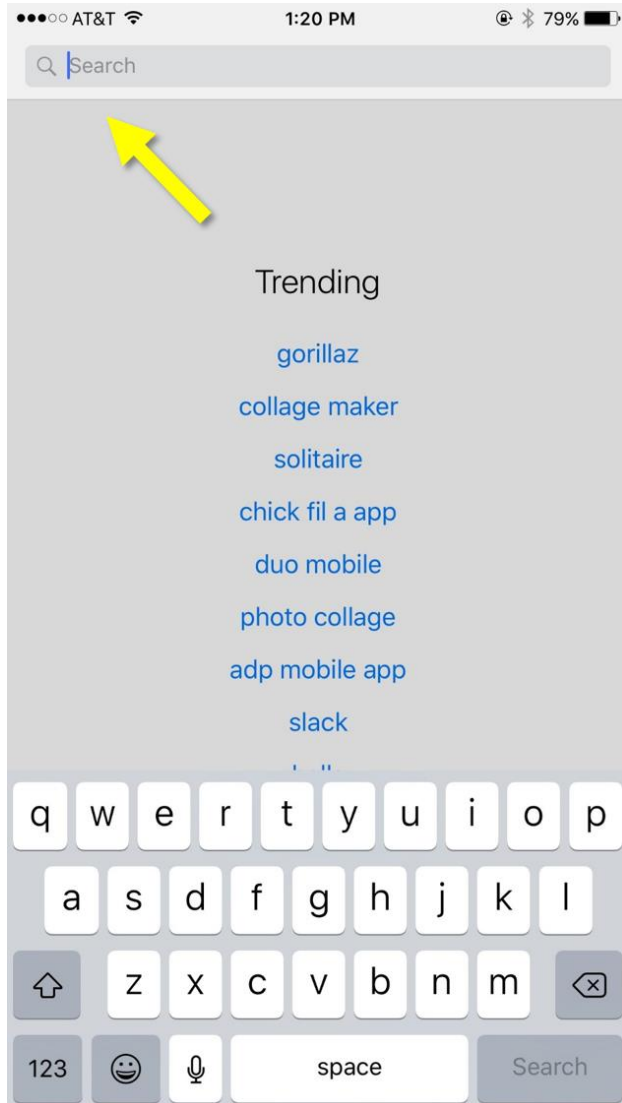 AT&T 1:20 PM 79%
Search
Trending
gorillaz
collage maker
solitaire
chick fil a app
duo mobile
photo collage
adp mobile app
slack
q w e r t y u i o p
a s d f g h j k l
z x c v b n m
123 space Search